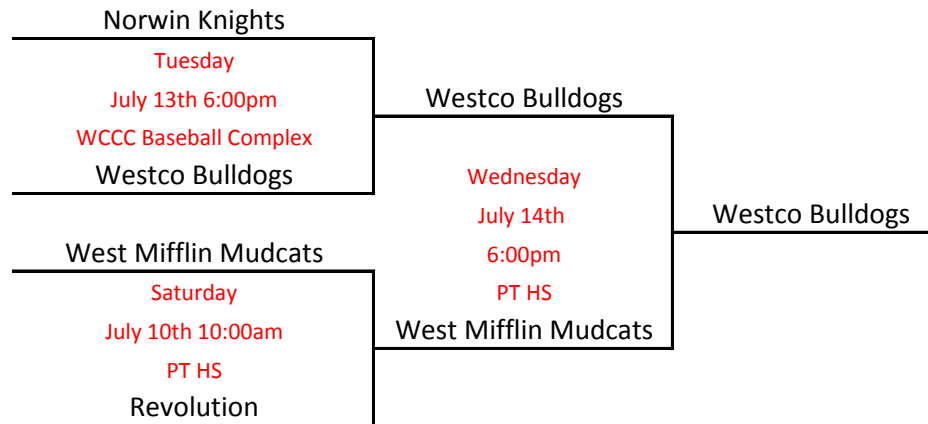 Norwin Knights
Tuesday
July 13th 6:00pm
WCCC Baseball Complex
Westco Bulldogs
West Mifflin Mudcats
Saturday
July 10th 10:00am
PT HS
Revolution
Westco Bulldogs
Wednesday
July 14th
6:00pm
PT HS
West Mifflin Mudcats
Westco Bulldogs